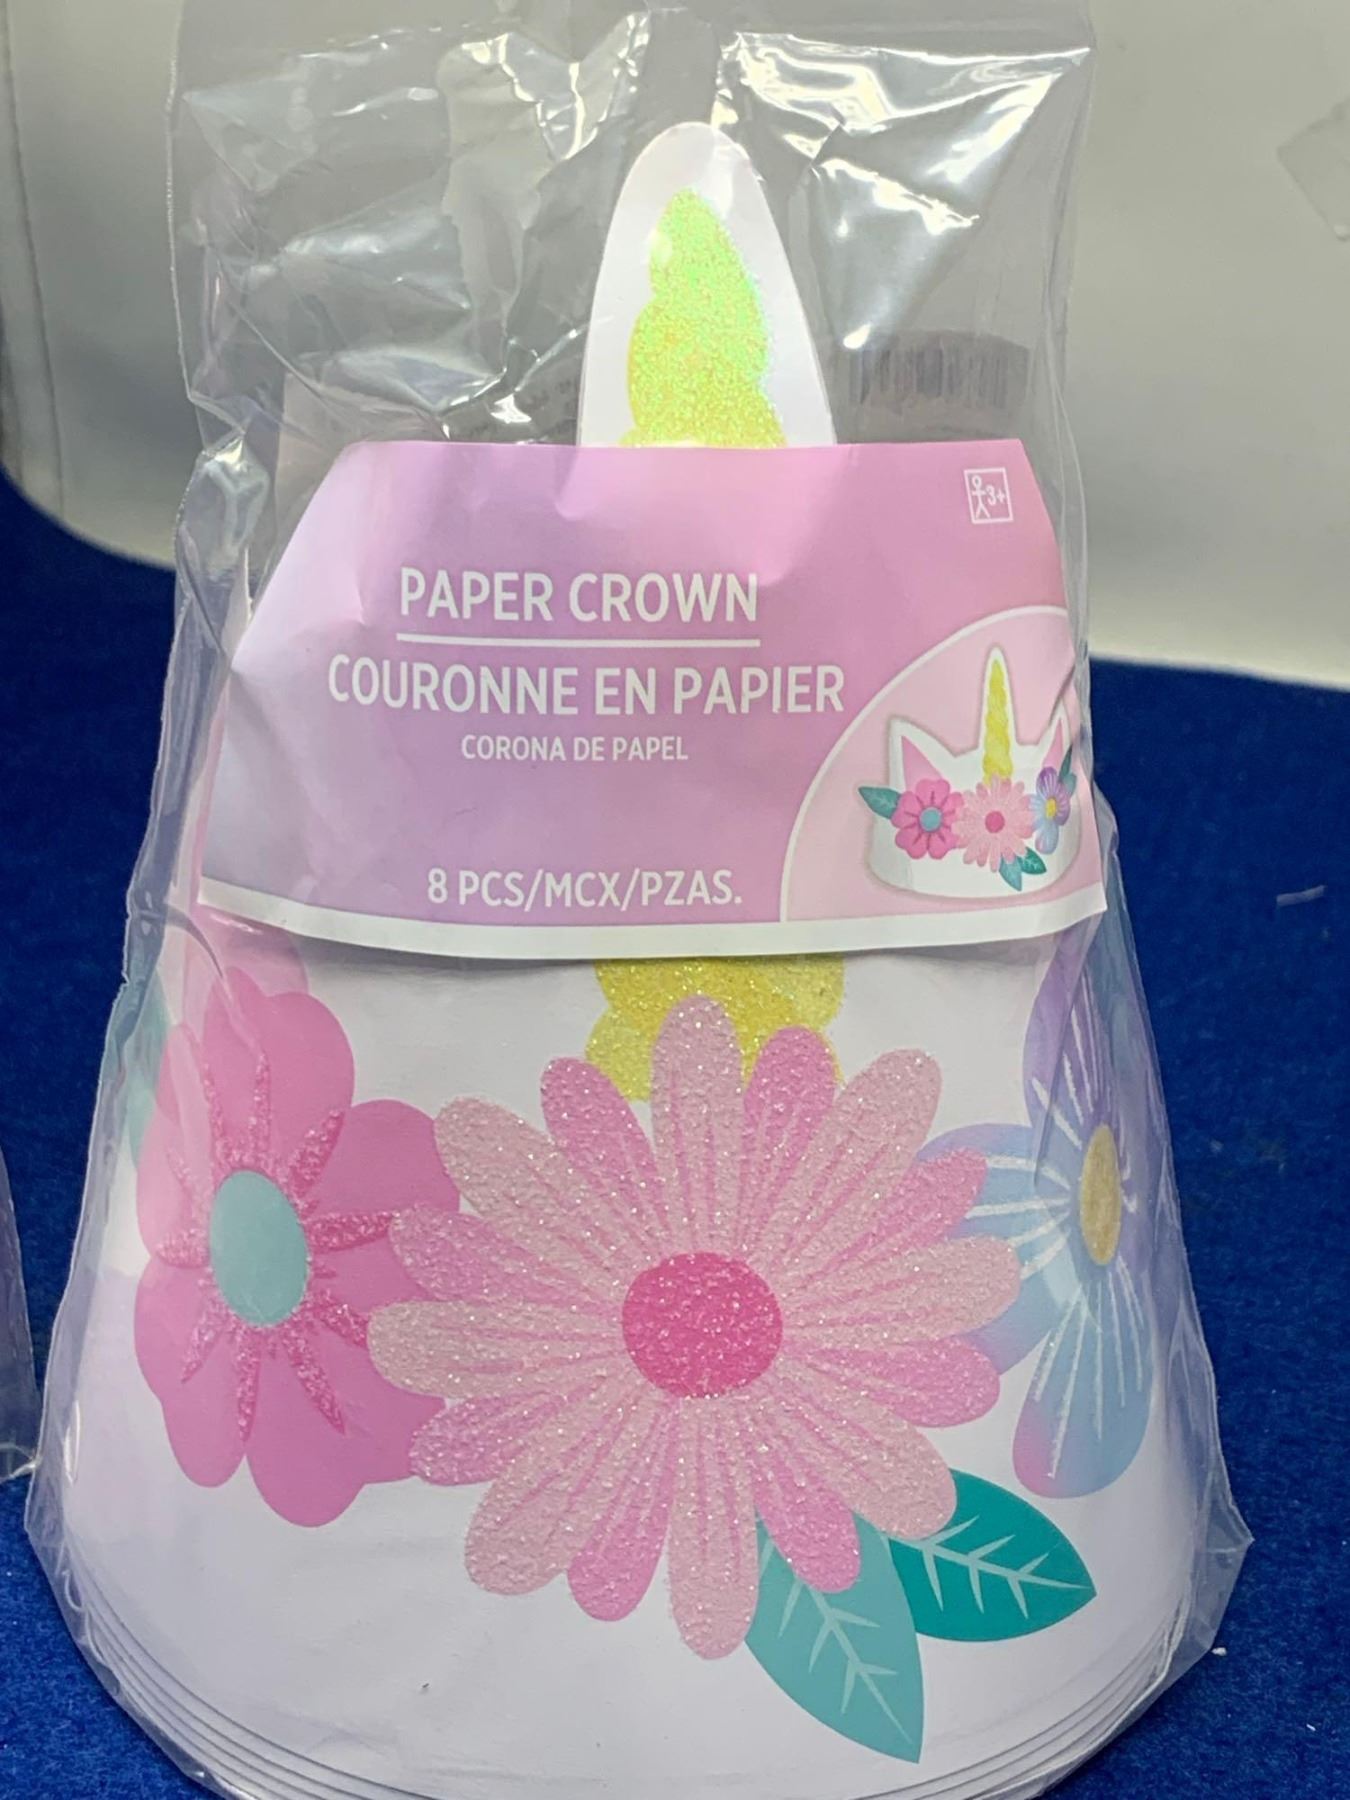 3+
PAPER CROWN
COURONNE EN PAPIER
CORONA DE PAPEL
8 PCS/MCX/PZAS.